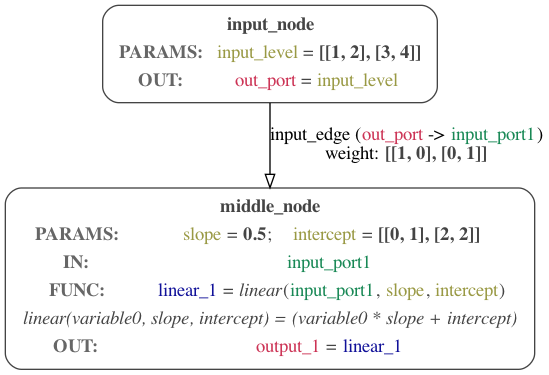 input_node
PARAMS: input_level = [[1, 2], [3, 4]]
OUT: out_port = input_level
input_edge (out_port -> input_port1)
weight: [[1, 0], [0, 1]]
middle_node
PARAMS: slope = 0.5; intercept = [[0, 1], [2, 2]]
IN: input_port1
FUNC: linear_1 = linear(input_port1, slope, intercept)
linear(variable0, slope, intercept) = (variable0 * slope + intercept)
OUT: output_1 = linear_1